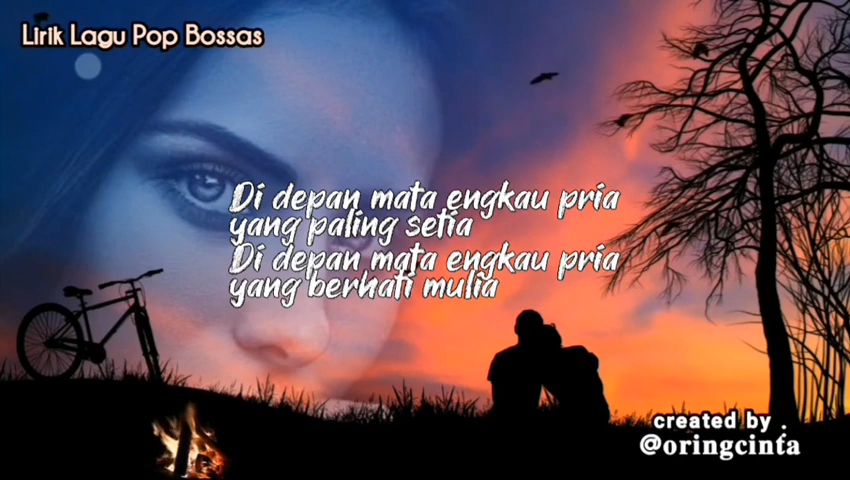 Lirik Lagu Pop Bossas
Di depan mata engkau pria
yang paling setia
Di depan mata engkau pria
yang berhati mulia
created by .
@oringcinta